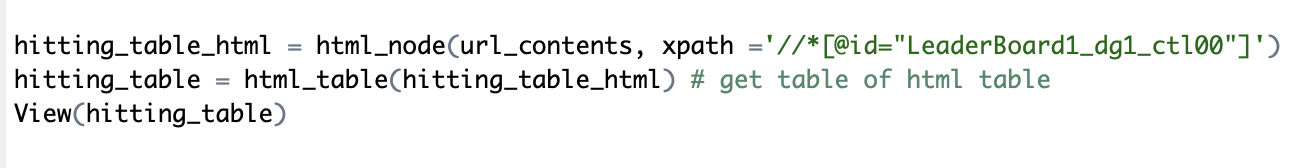 hitting_table_html = html_node(url_contents, xpath ='//*[@id="LeaderBoard1_dg1_ctl00"]')
hitting_table = html_table(hitting_table_html) # get table of html table
View(hitting_table)